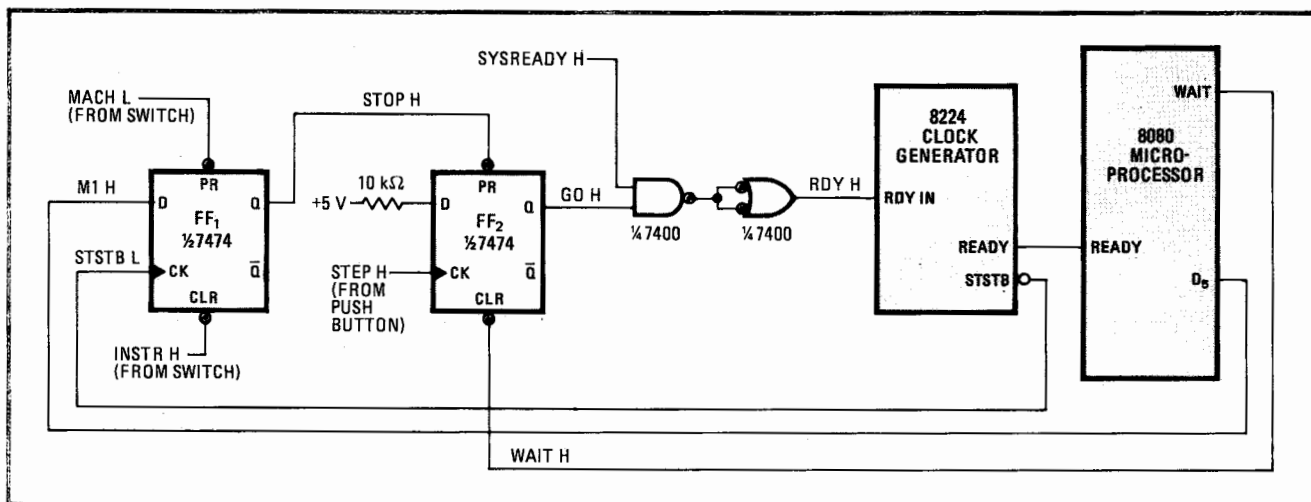 SYSREADY H
MACH L
(FROM SWITCH)
STOP H
8224
CLOCK
GENERATOR
WAIT
8080
MICRO-
PROCESSOR
M1 H
PR
D
Q
FF1
½7474
STSTB L
CK
Q̅
CLR
INSTR H
(FROM SWITCH)
10 kΩ
+5 V
PR
D
Q
FF2
½7474
STEP H
(FROM
PUSH
BUTTON)
CK
Q̅
CLR
GO H
¼7400
¼7400
RDY H
RDY IN
READY
STSTB
READY
D5
WAIT H